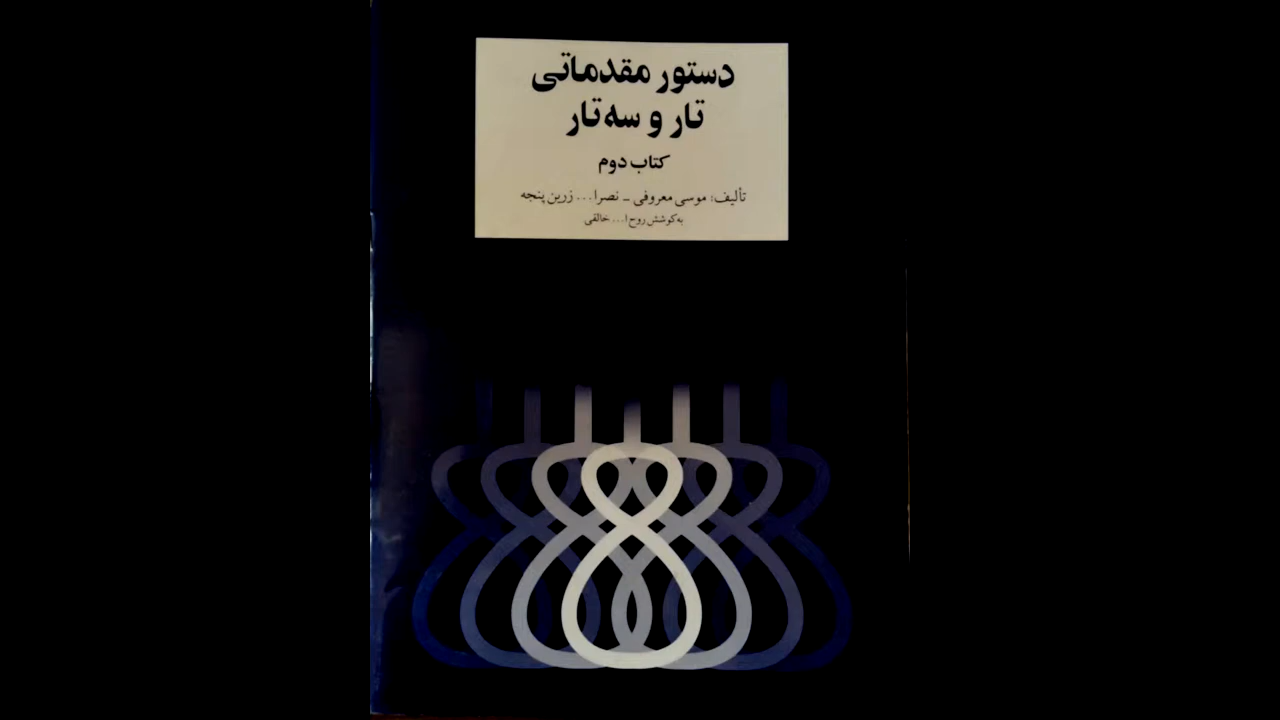 دستور مقدماتی
تار و سه‌تار
کتاب دوم
تألیف: موسی معروفی ـ نصرا... زرین پنجه
به‌کوشش روح ا... خالقی